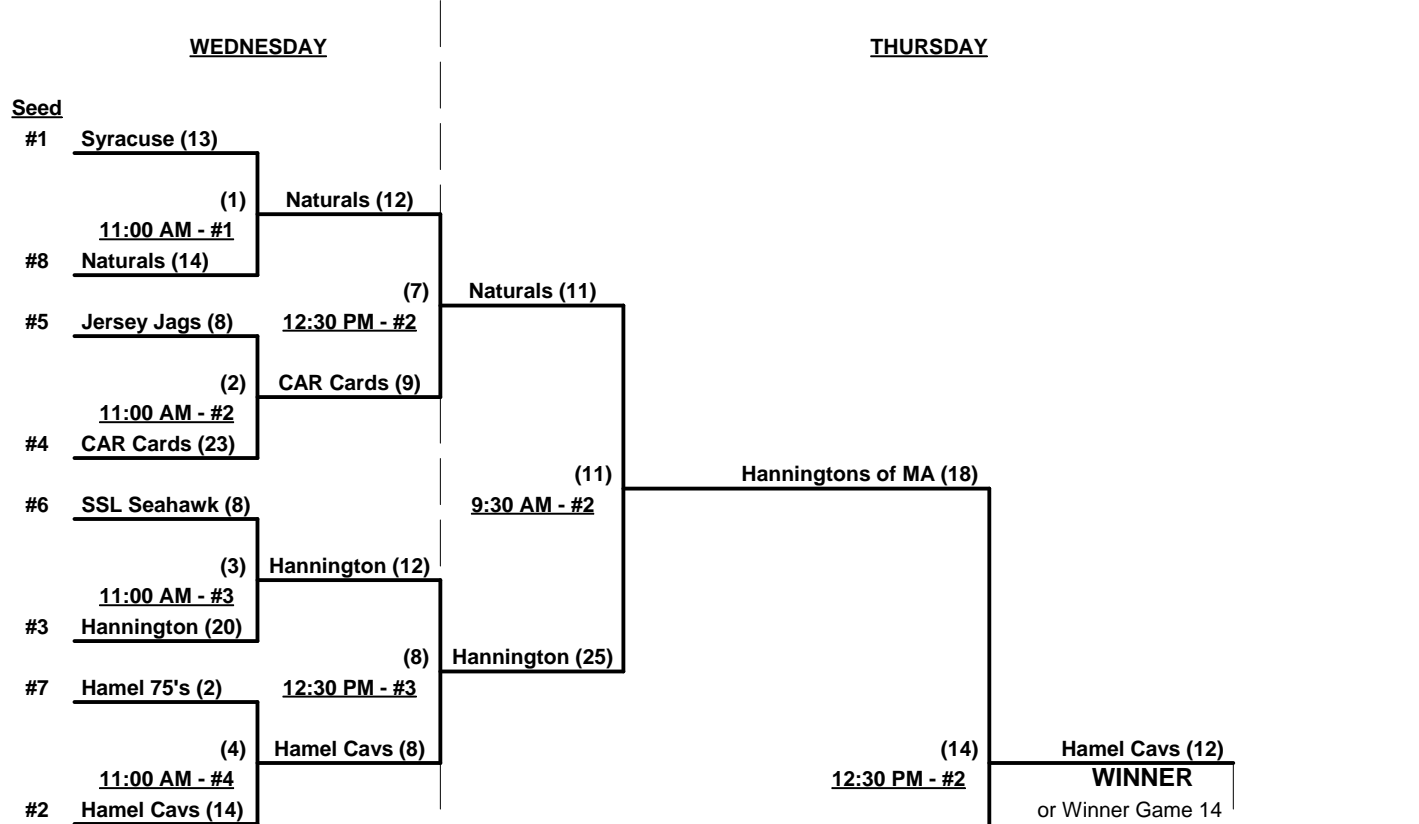 WEDNESDAY THURSDAY
Seed
#1 Syracuse (13)
(1) Naturals (12)
11:00 AM - #1
#8 Naturals (14)
(7) Naturals (11)
#5 Jersey Jags (8) 12:30 PM - #2
(2) CAR Cards (9)
11:00 AM - #2
#4 CAR Cards (23)
(11) Hanningtons of MA (18)
#6 SSL Seahawk (8) 9:30 AM - #2
(3) Hannington (12)
11:00 AM - #3
#3 Hannington (20)
(8) Hannington (25)
#7 Hamel 75's (2) 12:30 PM - #3
(4) Hamel Cavs (8) (14) Hamel Cavs (12)
11:00 AM - #4 12:30 PM - #2 WINNER
#2 Hamel Cavs (14) or Winner Game 14